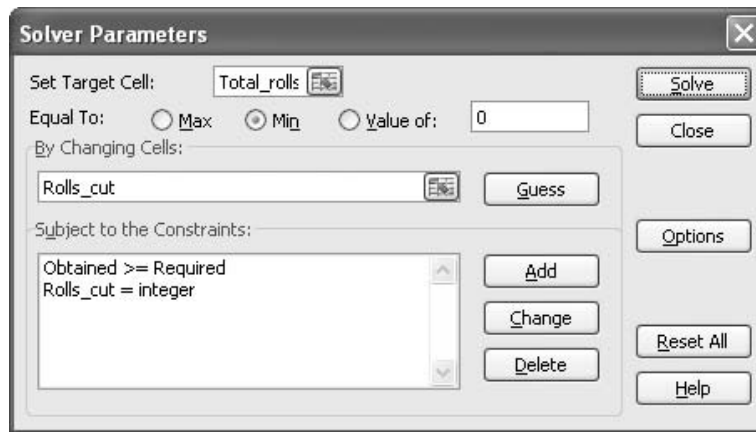 Solver Parameters
Set Target Cell: Total_rolls Solve
Equal To: Max Min Value of: 0 Close
By Changing Cells:
Rolls_cut Guess
Subject to the Constraints: Options
Obtained >= Required Add
Rolls_cut = integer
Change
Reset All
Delete
Help